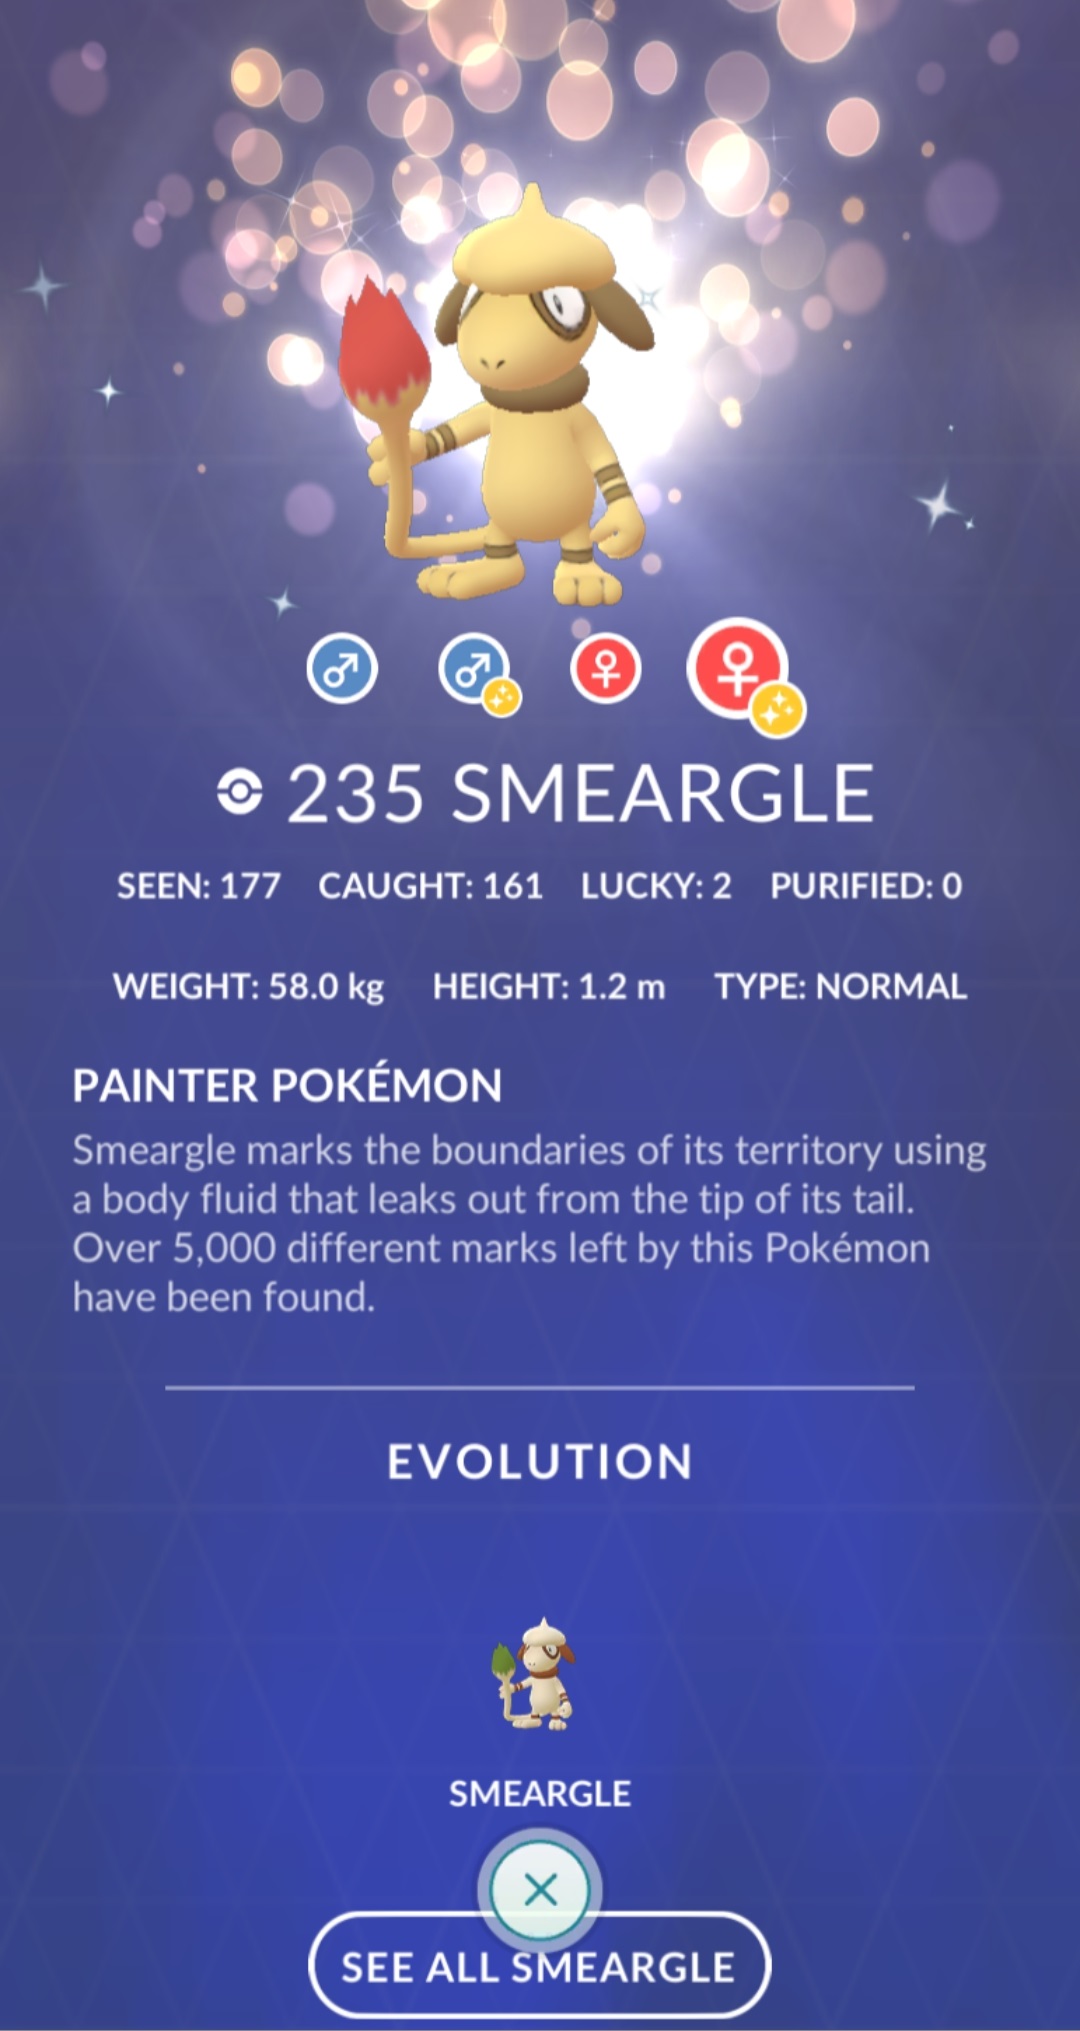 235 SMEARGLE
SEEN: 177 CAUGHT: 161 LUCKY: 2 PURIFIED: 0
WEIGHT: 58.0 kg HEIGHT: 1.2 m TYPE: NORMAL
PAINTER POKÉMON
Smeargle marks the boundaries of its territory using
a body fluid that leaks out from the tip of its tail.
Over 5,000 different marks left by this Pokémon
have been found.
EVOLUTION
SMEARGLE
SEE ALL SMEARGLE